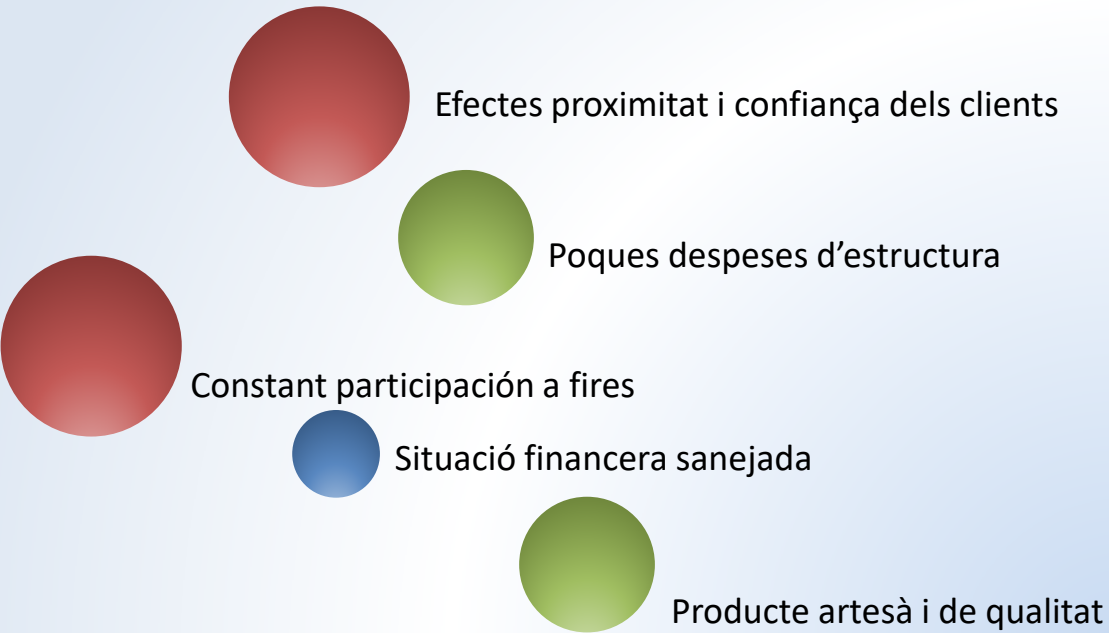 Efectes proximitat i confiança dels clients
Poques despeses d’estructura
Constant participación a fires
Situació financera sanejada
Producte artesà i de qualitat